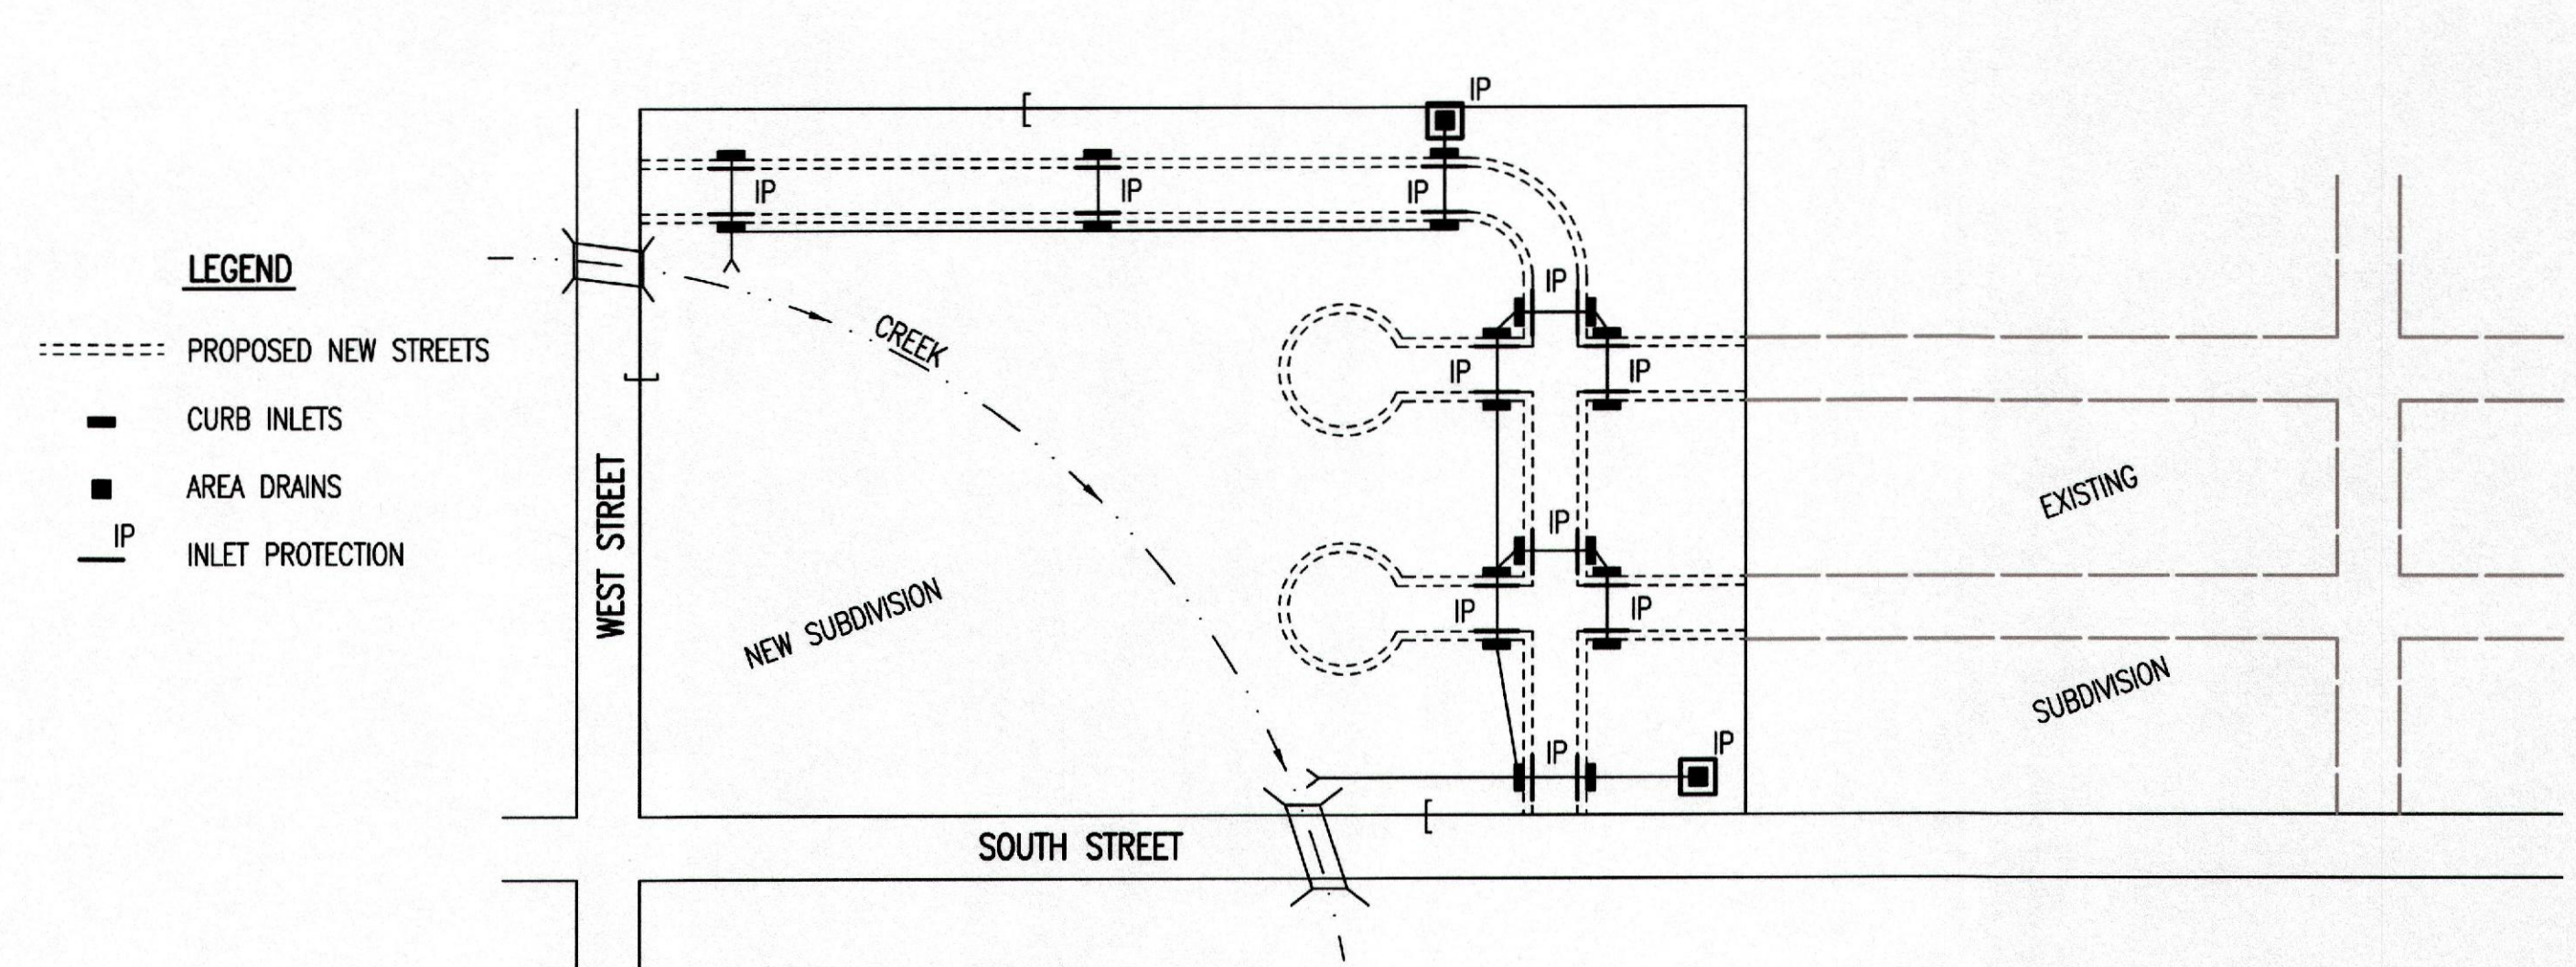 LEGEND
PROPOSED NEW STREETS
CURB INLETS
AREA DRAINS
IP
INLET PROTECTION
WEST STREET
SOUTH STREET
CREEK
NEW SUBDIVISION
EXISTING
SUBDIVISION
IP
IP
IP
IP
IP
IP
IP
IP
IP
IP
IP
IP